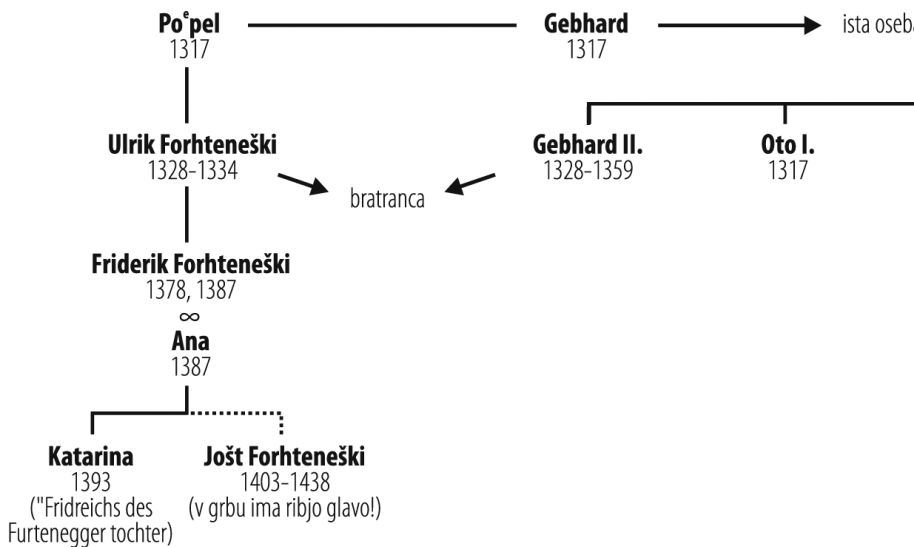 Poͤpel
1317
Gebhard
1317
ista oseba
Ulrik Forhteneški
1328–1334
Gebhard II.
1328–1359
Oto I.
1317
bratranca
Friderik Forhteneški
1378, 1387
∞
Ana
1387
Katarina
1393
("Fridreichs des
Furtenegger tochter)
Jošt Forhteneški
1403–1438
(v grbu ima ribjo glavo!)